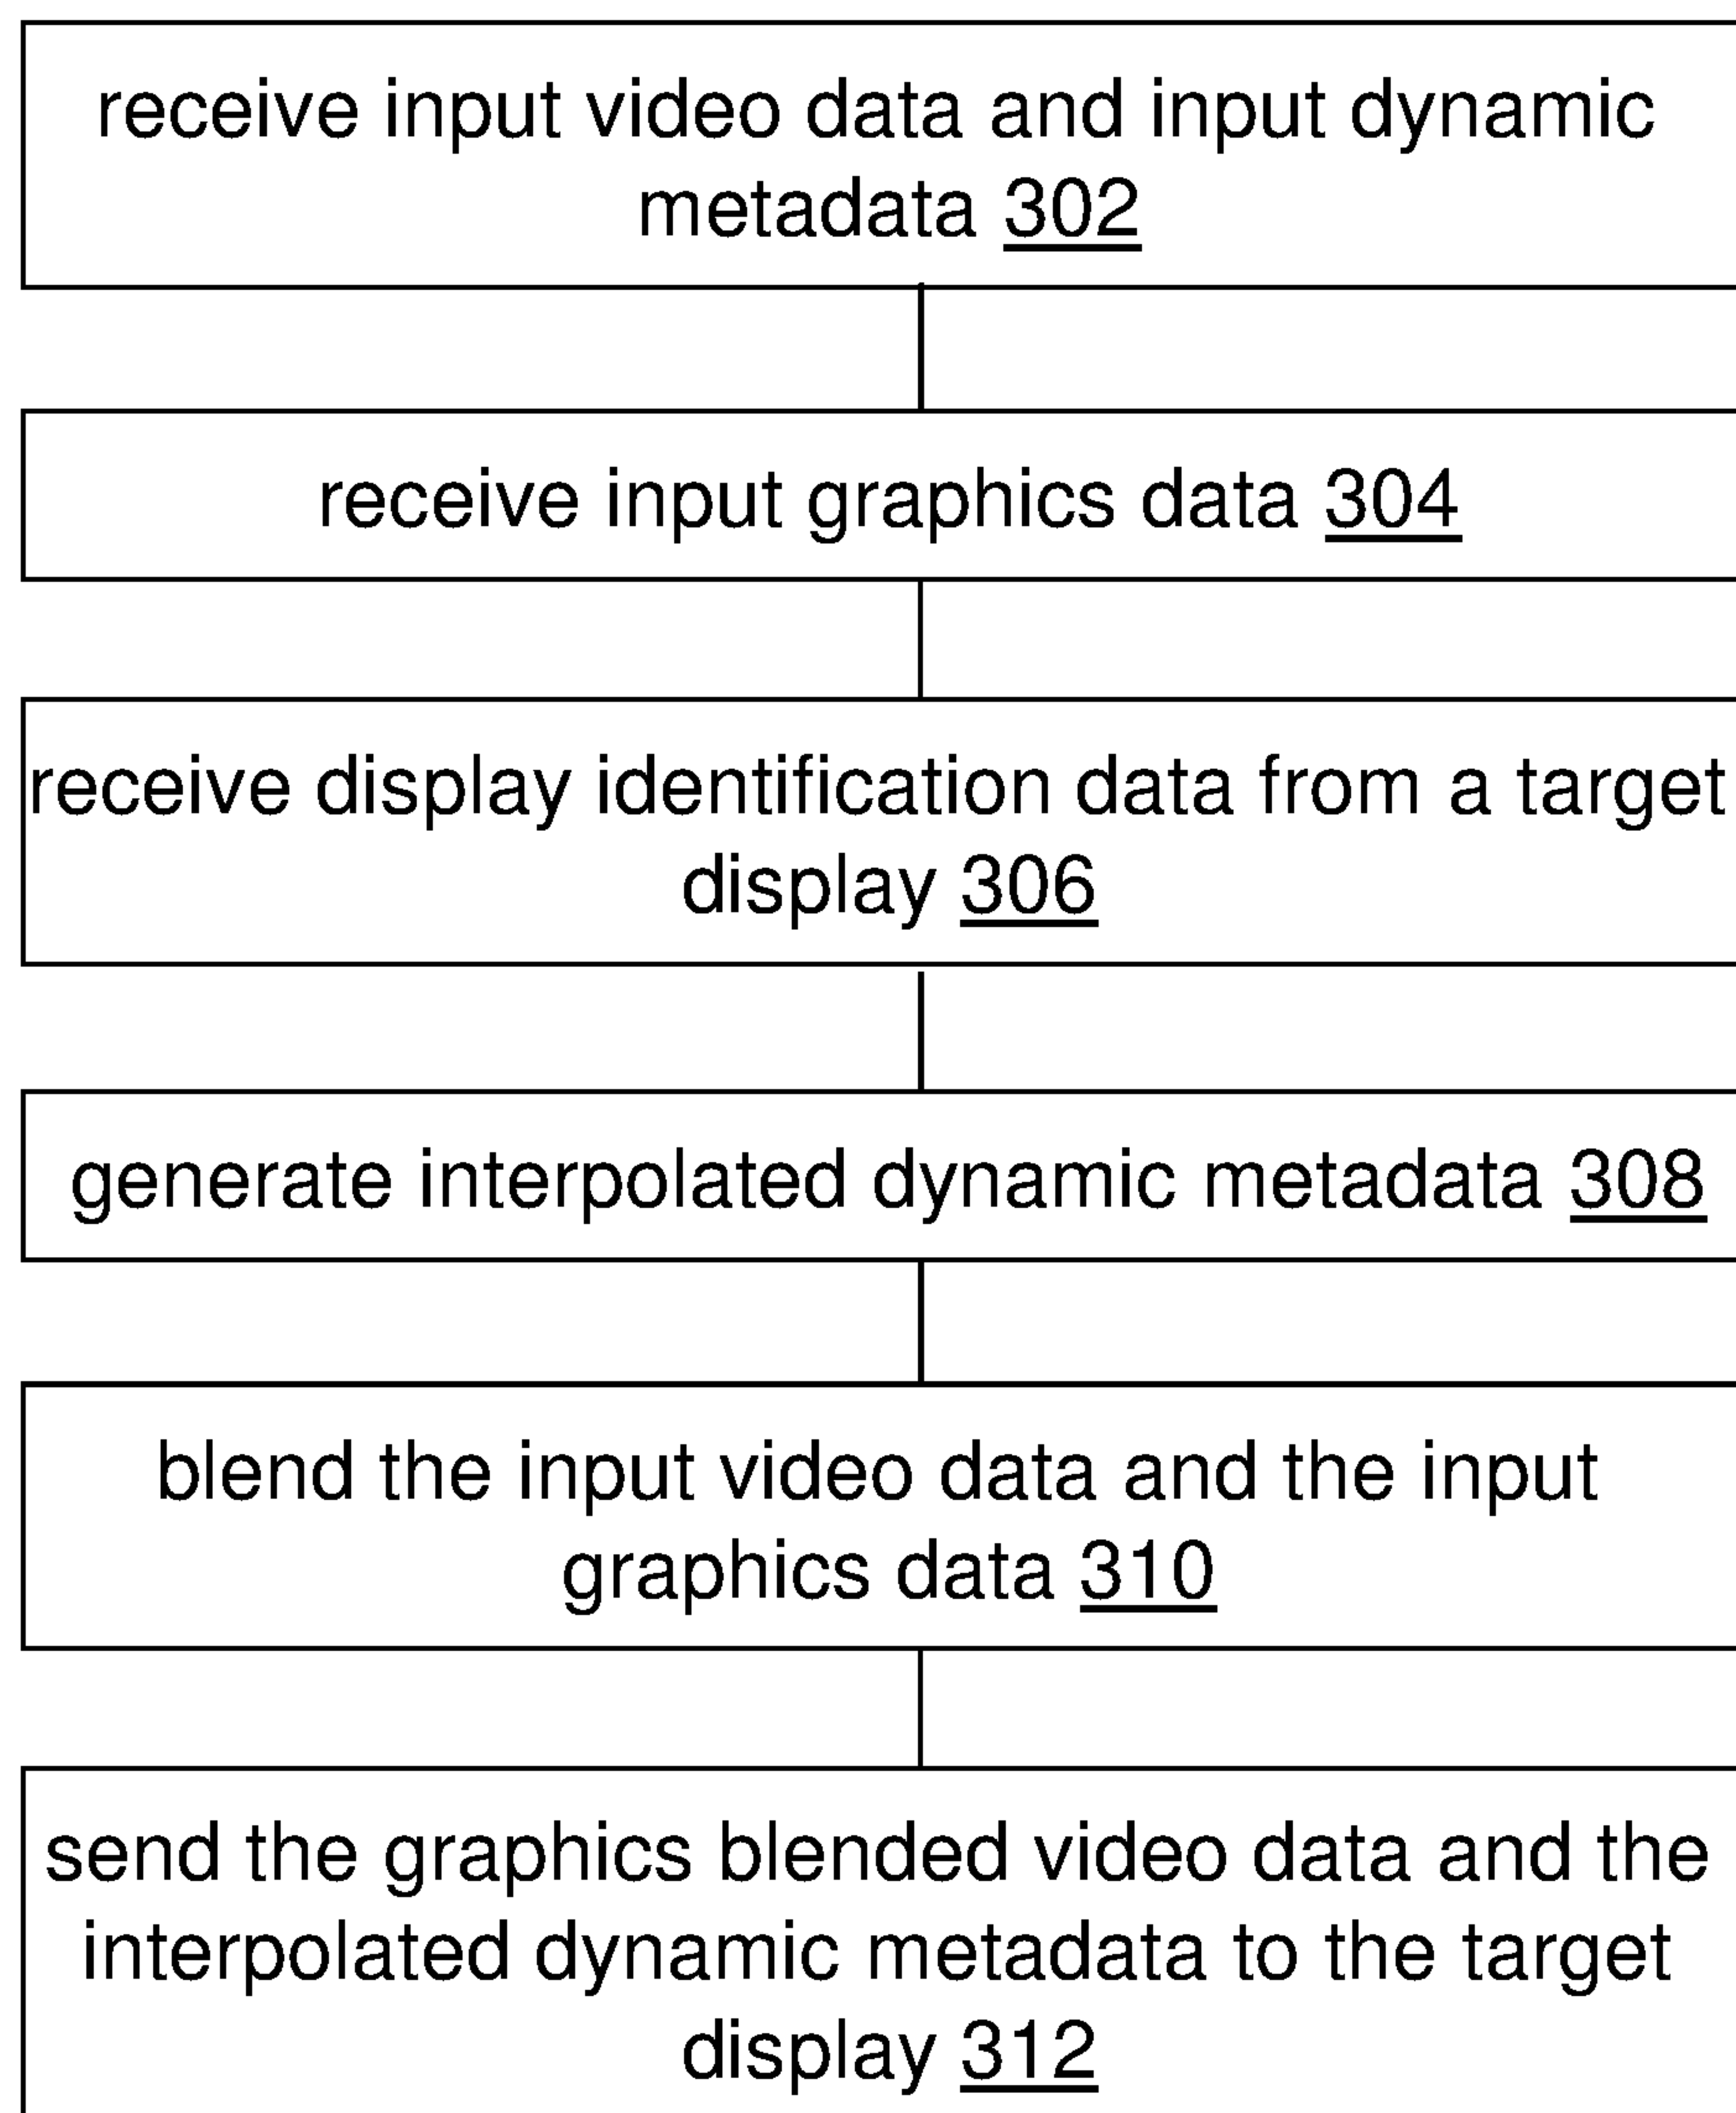 receive input video data and input dynamic
metadata 302
receive input graphics data 304
receive display identification data from a target
display 306
generate interpolated dynamic metadata 308
blend the input video data and the input
graphics data 310
send the graphics blended video data and the
interpolated dynamic metadata to the target
display 312